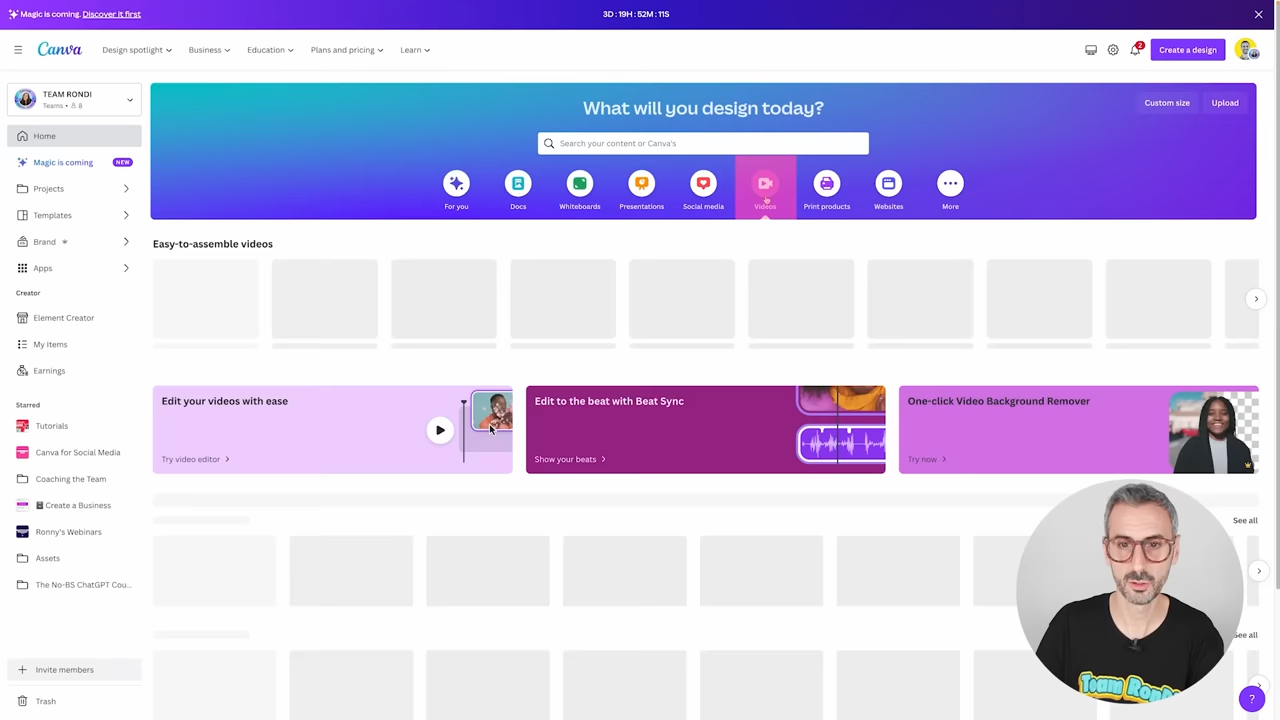 Magic is coming. Discover it first
3D : 19H : 52M : 11S
Canva
Design spotlight
Business
Education
Plans and pricing
Learn
2
Create a design
TEAM RONDI
Teams • 8
Home
Magic is coming NEW
Projects
Templates
Brand
Apps
Creator
Element Creator
My items
Earnings
Starred
Tutorials
Canva for Social Media
Coaching the Team
Create a Business
Ronny's Webinars
Assets
The No-BS ChatGPT Cou...
Invite members
Trash
What will you design today?
Custom size
Upload
Search your content or Canva's
For you
Docs
Whiteboards
Presentations
Social media
Videos
Print products
Websites
More
Easy-to-assemble videos
Edit your videos with ease
Try video editor
Edit to the beat with Beat Sync
Show your beats
One-click Video Background Remover
Try now
See all
See all
Team Rondi
?